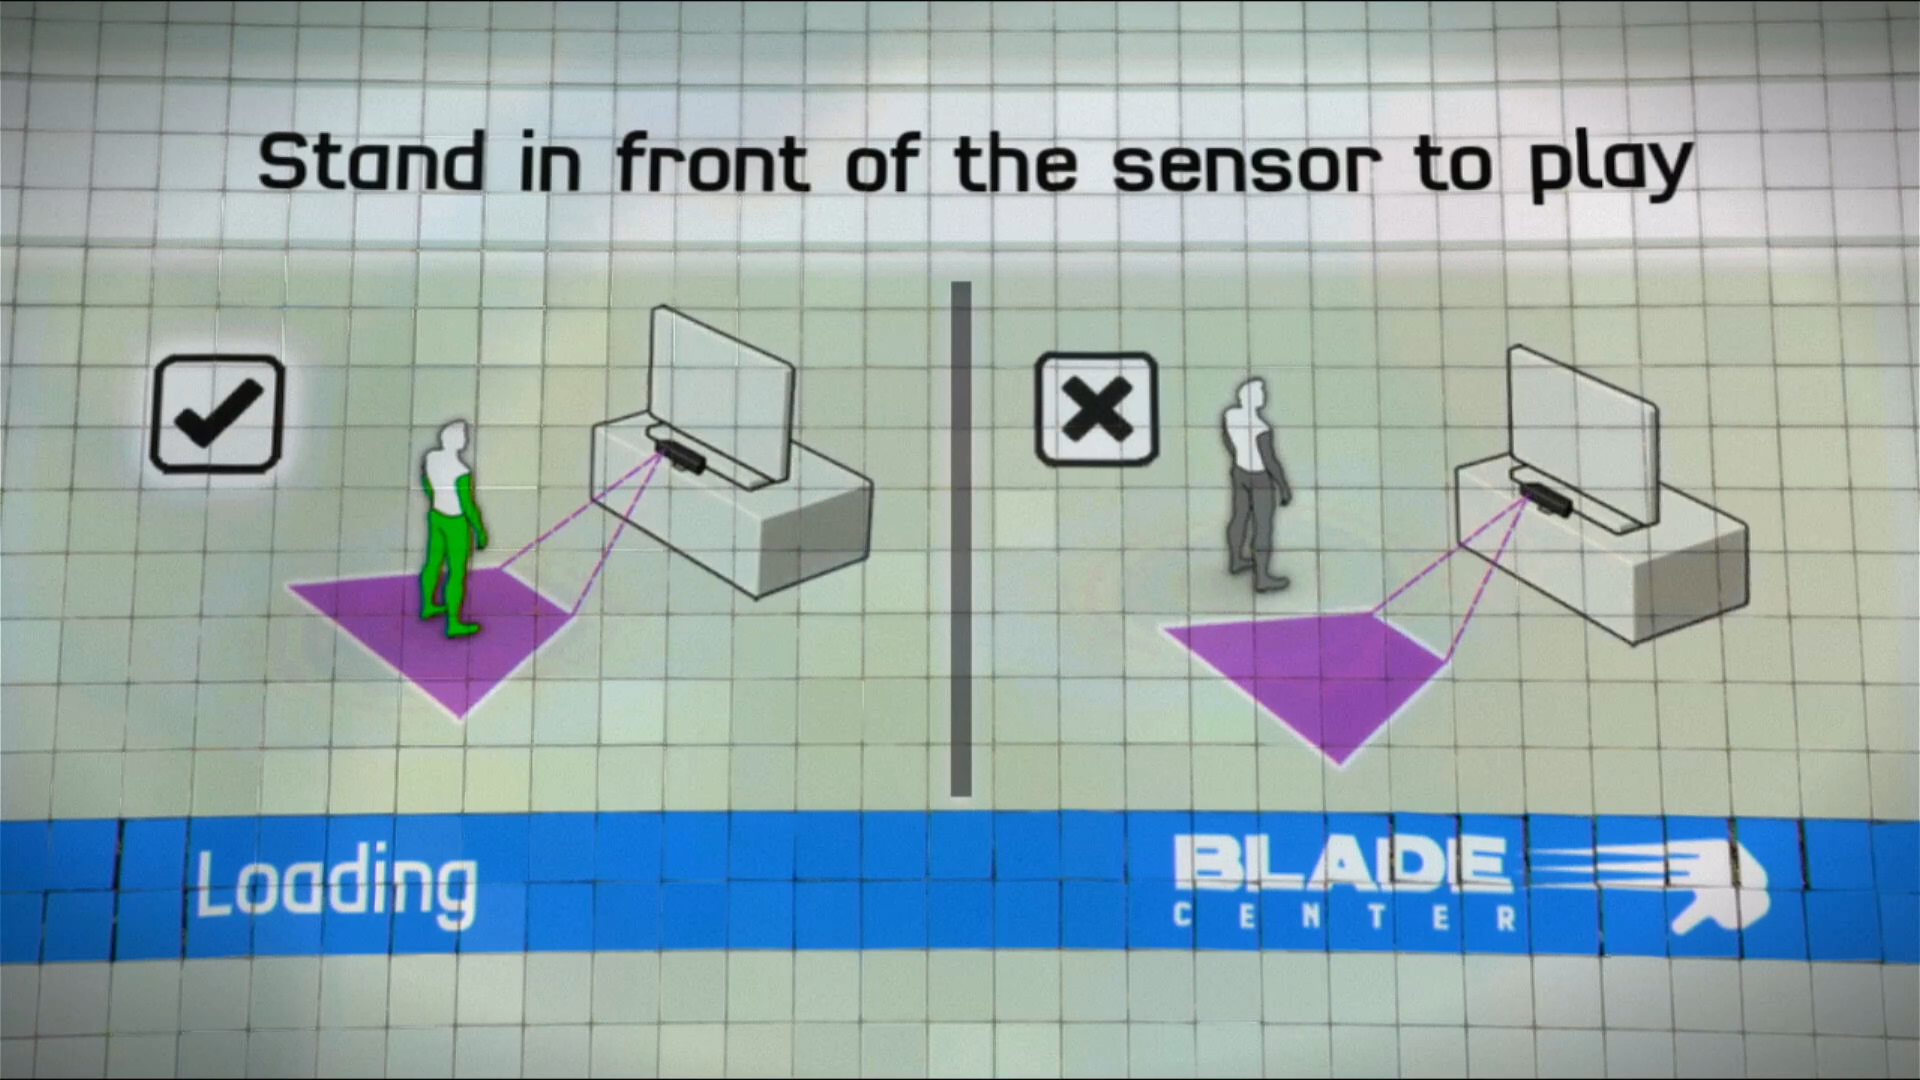 Stand in front of the sensor to play
Loading
BLADE
CENTER